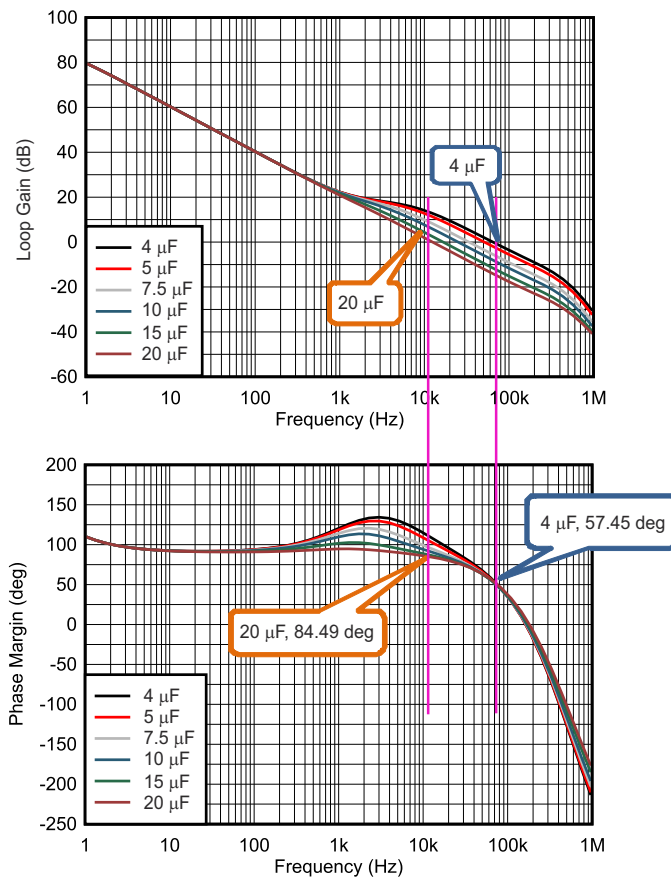 100
80
60
40
20
0
-20
-40
-60
Loop Gain (dB)
4 μF
20 μF
4 μF
5 μF
7.5 μF
10 μF
15 μF
20 μF
1 10 100 1k 10k 100k 1M
Frequency (Hz)
200
150
100
50
0
-50
-100
-150
-200
-250
Phase Margin (deg)
4 μF, 57.45 deg
20 μF, 84.49 deg
4 μF
5 μF
7.5 μF
10 μF
15 μF
20 μF
1 10 100 1k 10k 100k 1M
Frequency (Hz)